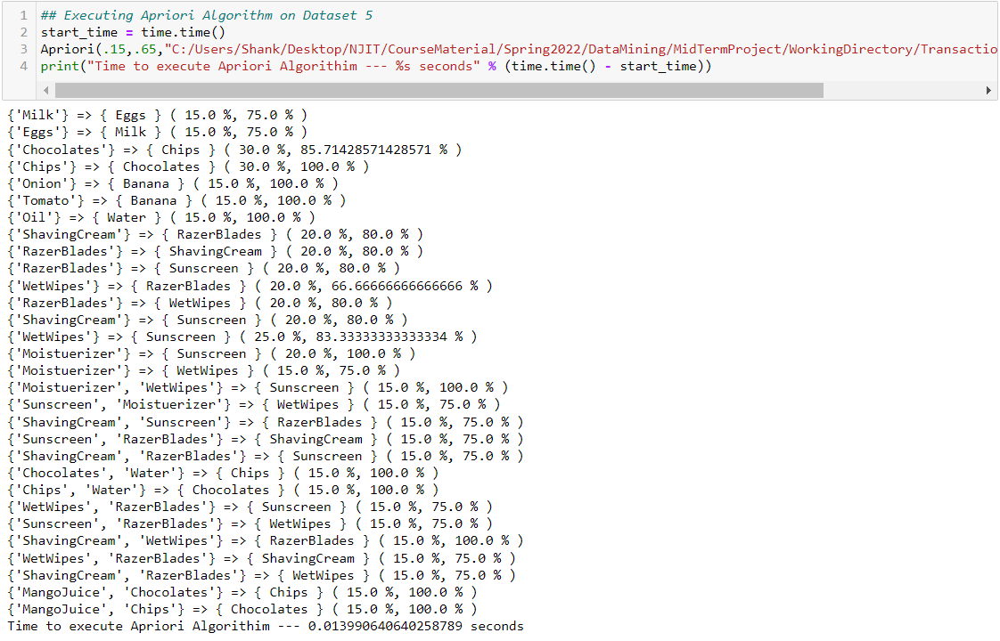 1 ## Executing Apriori Algorithm on Dataset 5
2 start_time = time.time()
3 Apriori(.15,.65,"C:/Users/Shank/Desktop/NJIT/CourseMaterial/Spring2022/DataMining/MidTermProject/WorkingDirectory/Transactio
4 print("Time to execute Apriori Algorithim --- %s seconds" % (time.time() - start_time))
{'Milk'} => { Eggs } ( 15.0 %, 75.0 % )
{'Eggs'} => { Milk } ( 15.0 %, 75.0 % )
{'Chocolates'} => { Chips } ( 30.0 %, 85.71428571428571 % )
{'Chips'} => { Chocolates } ( 30.0 %, 100.0 % )
{'Onion'} => { Banana } ( 15.0 %, 100.0 % )
{'Tomato'} => { Banana } ( 15.0 %, 100.0 % )
{'Oil'} => { Water } ( 15.0 %, 100.0 % )
{'ShavingCream'} => { RazerBlades } ( 20.0 %, 80.0 % )
{'RazerBlades'} => { ShavingCream } ( 20.0 %, 80.0 % )
{'RazerBlades'} => { Sunscreen } ( 20.0 %, 80.0 % )
{'WetWipes'} => { RazerBlades } ( 20.0 %, 66.66666666666666 % )
{'RazerBlades'} => { WetWipes } ( 20.0 %, 80.0 % )
{'ShavingCream'} => { Sunscreen } ( 20.0 %, 80.0 % )
{'WetWipes'} => { Sunscreen } ( 25.0 %, 83.33333333333334 % )
{'Moistuerizer'} => { Sunscreen } ( 20.0 %, 100.0 % )
{'Moistuerizer'} => { WetWipes } ( 15.0 %, 75.0 % )
{'Moistuerizer', 'WetWipes'} => { Sunscreen } ( 15.0 %, 100.0 % )
{'Sunscreen', 'Moistuerizer'} => { WetWipes } ( 15.0 %, 75.0 % )
{'ShavingCream', 'Sunscreen'} => { RazerBlades } ( 15.0 %, 75.0 % )
{'Sunscreen', 'RazerBlades'} => { ShavingCream } ( 15.0 %, 75.0 % )
{'ShavingCream', 'RazerBlades'} => { Sunscreen } ( 15.0 %, 75.0 % )
{'Chocolates', 'Water'} => { Chips } ( 15.0 %, 100.0 % )
{'Chips', 'Water'} => { Chocolates } ( 15.0 %, 100.0 % )
{'WetWipes', 'RazerBlades'} => { Sunscreen } ( 15.0 %, 75.0 % )
{'Sunscreen', 'RazerBlades'} => { WetWipes } ( 15.0 %, 75.0 % )
{'ShavingCream', 'WetWipes'} => { RazerBlades } ( 15.0 %, 100.0 % )
{'WetWipes', 'RazerBlades'} => { ShavingCream } ( 15.0 %, 75.0 % )
{'ShavingCream', 'RazerBlades'} => { WetWipes } ( 15.0 %, 75.0 % )
{'MangoJuice', 'Chocolates'} => { Chips } ( 15.0 %, 100.0 % )
{'MangoJuice', 'Chips'} => { Chocolates } ( 15.0 %, 100.0 % )
Time to execute Apriori Algorithim --- 0.013990640640258789 seconds